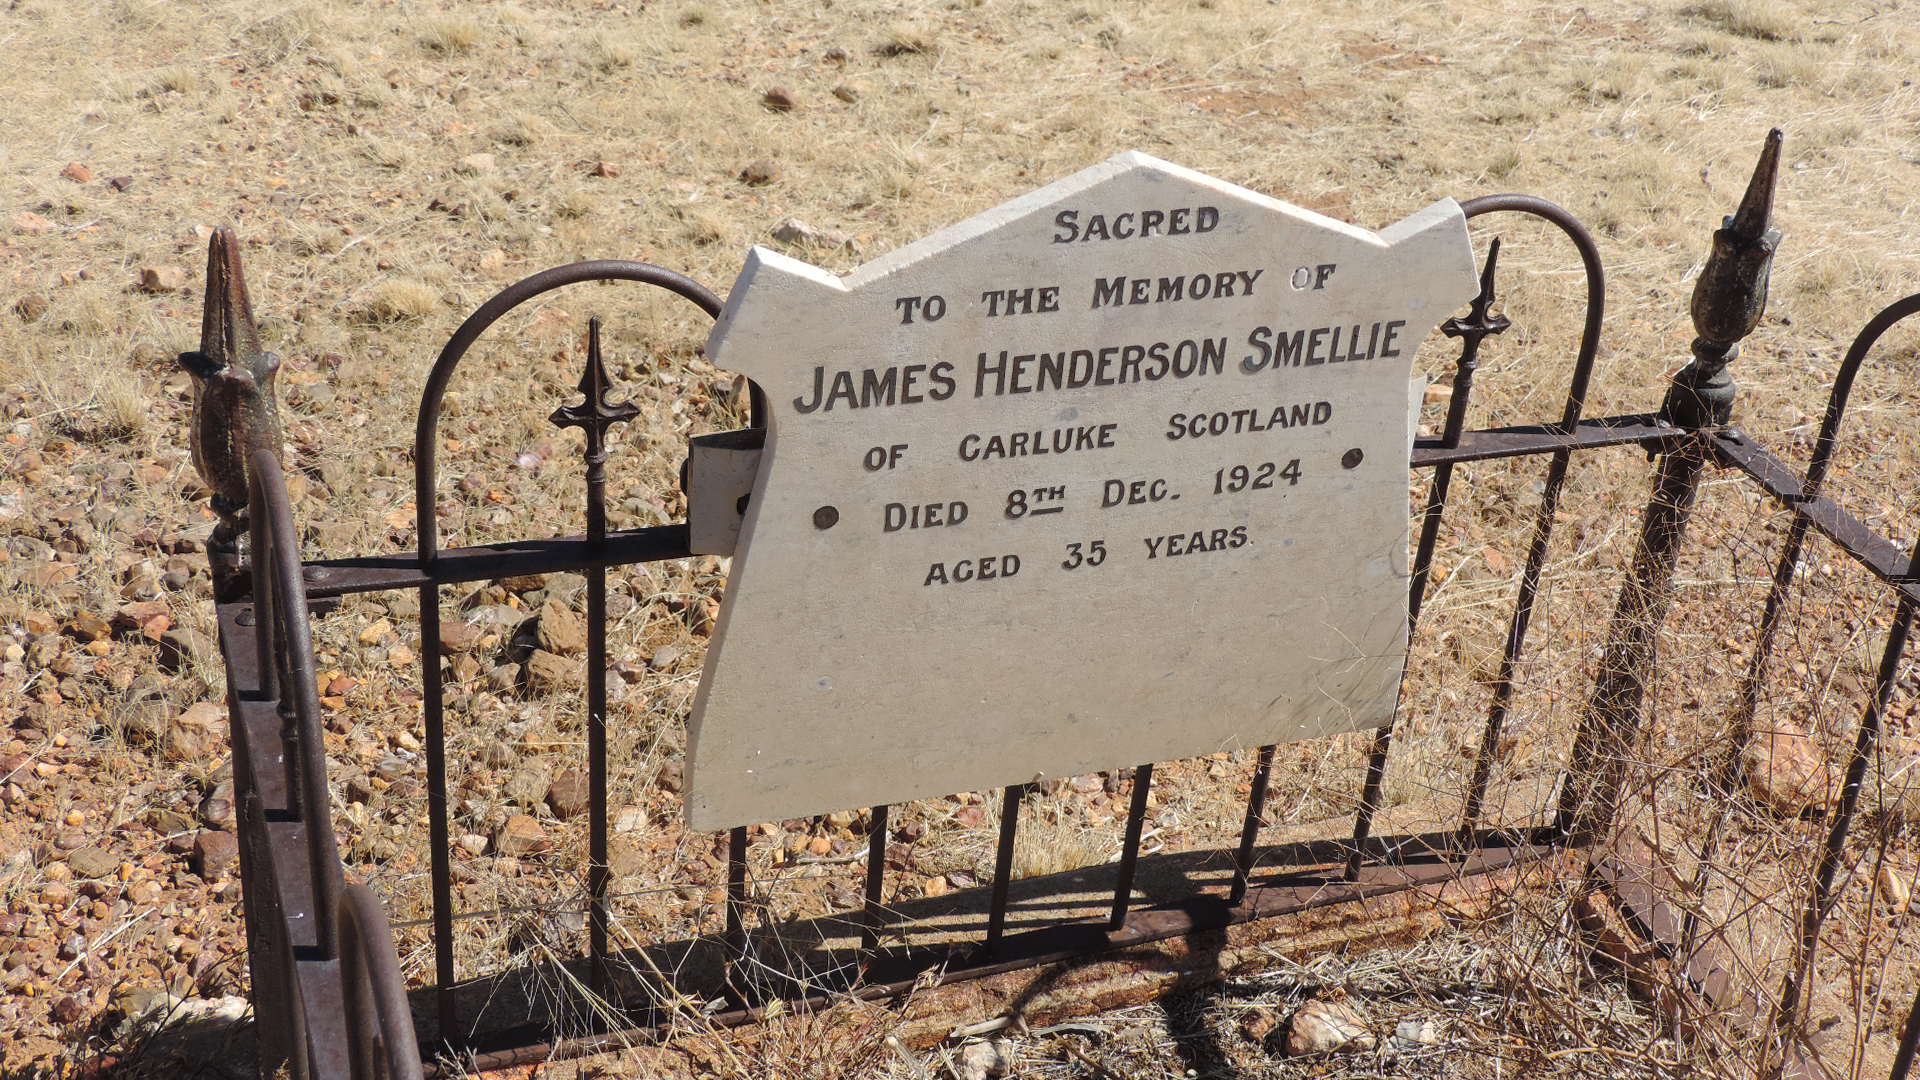 SACRED
TO THE MEMORY OF
JAMES HENDERSON SMELLIE
OF CARLUKE SCOTLAND
DIED 8TH DEC. 1924
AGED 35 YEARS.